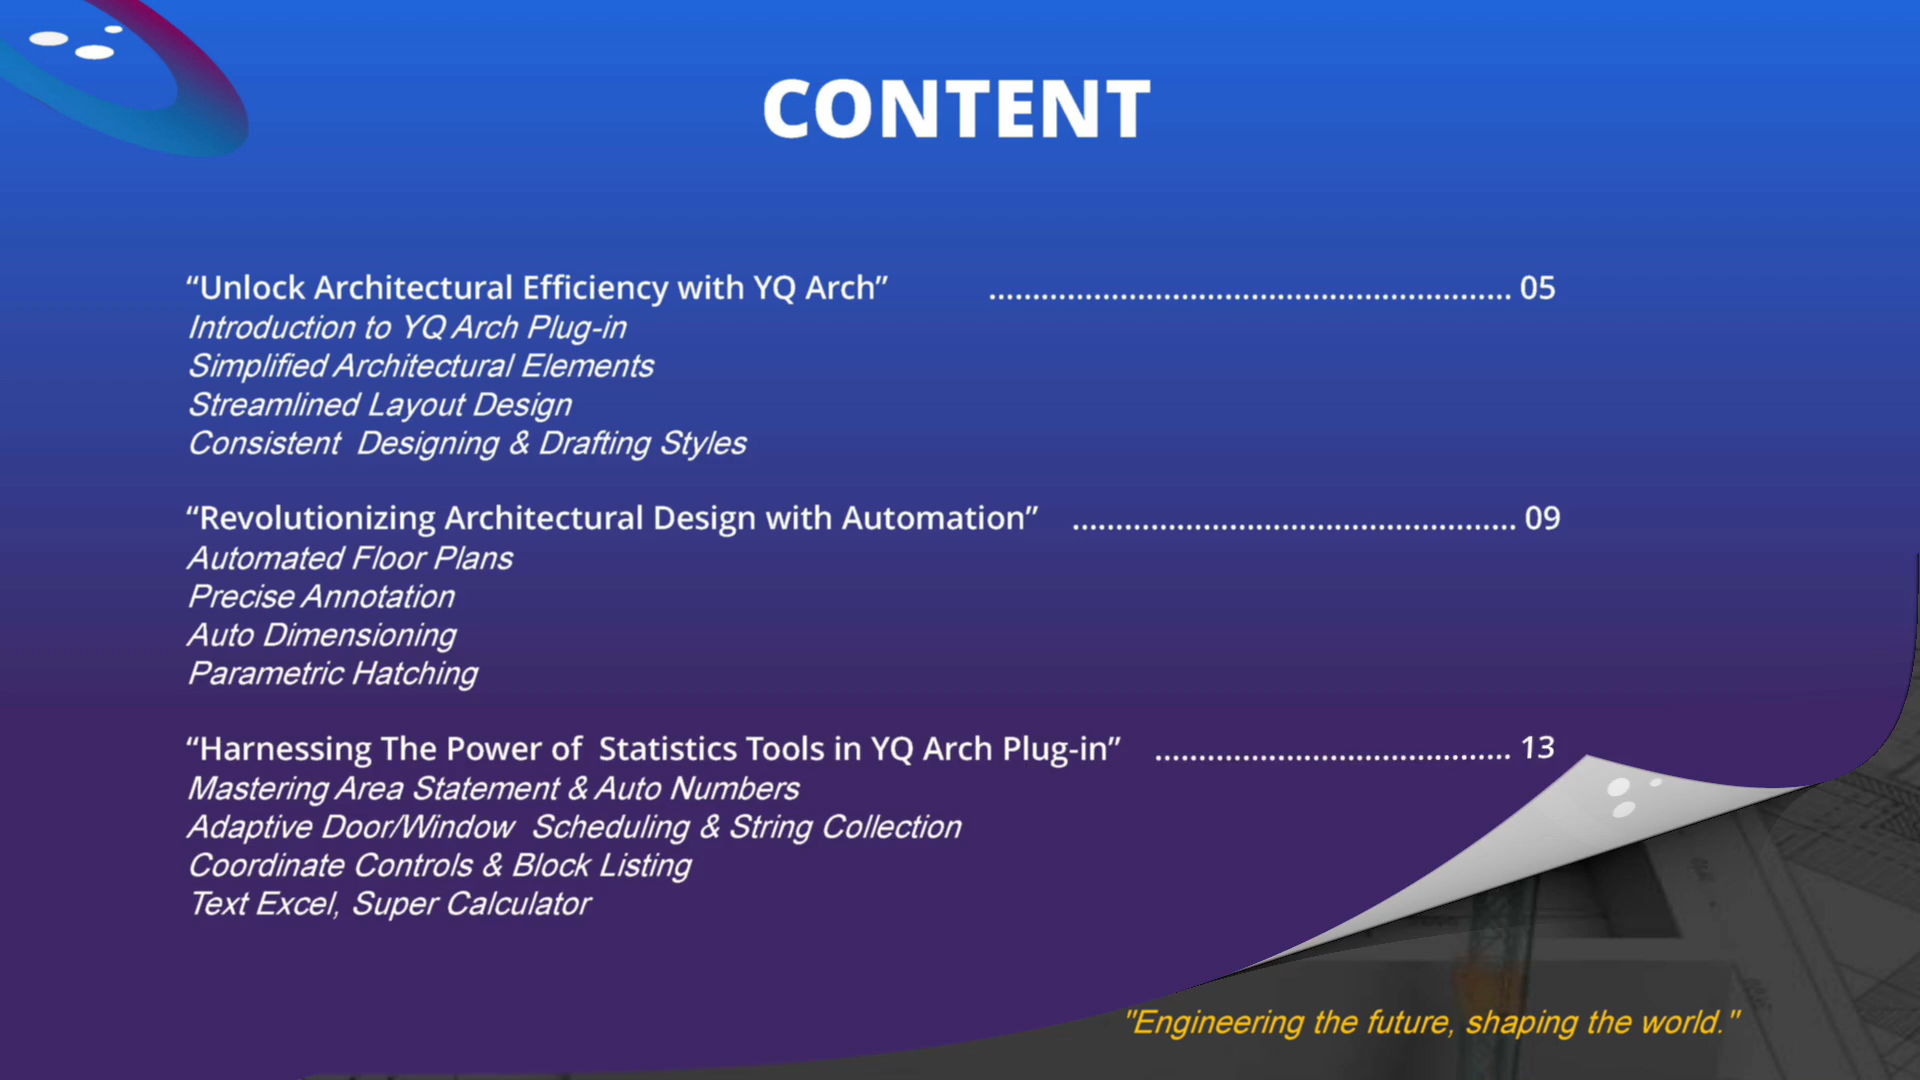 CONTENT
“Unlock Architectural Efficiency with YQ Arch” ............................................................ 05
Introduction to YQ Arch Plug-in
Simplified Architectural Elements
Streamlined Layout Design
Consistent Designing & Drafting Styles
“Revolutionizing Architectural Design with Automation” ................................................... 09
Automated Floor Plans
Precise Annotation
Auto Dimensioning
Parametric Hatching
“Harnessing The Power of Statistics Tools in YQ Arch Plug-in” ......................................... 13
Mastering Area Statement & Auto Numbers
Adaptive Door/Window Scheduling & String Collection
Coordinate Controls & Block Listing
Text Excel, Super Calculator
"Engineering the future, shaping the world."